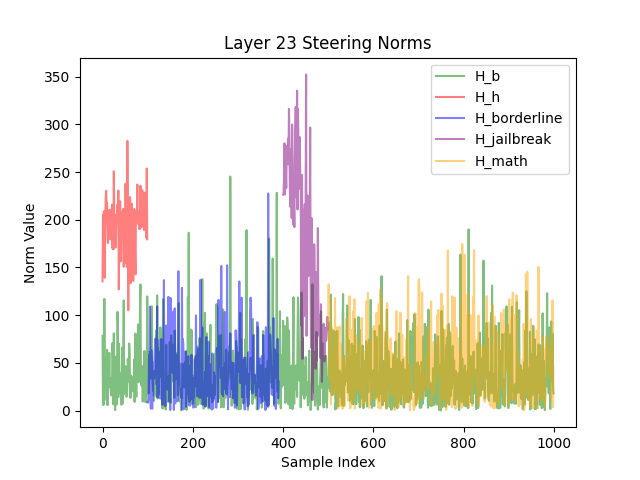 Layer 23 Steering Norms
Norm Value
350
300
250
200
150
100
50
0
H_b
H_h
H_borderline
H_jailbreak
H_math
0
200
400
600
800
1000
Sample Index